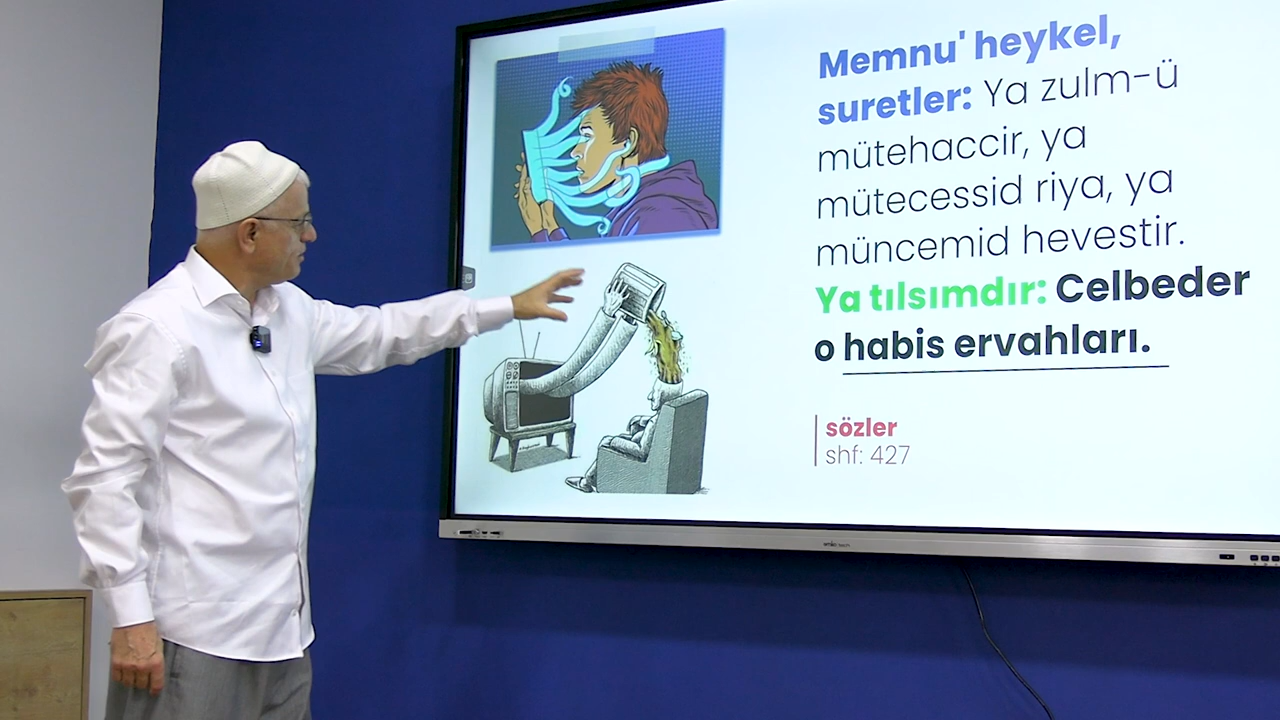 Memnu' heykel,
suretler: Ya zulm-ü
mütehaccir, ya
mütecessid riya, ya
müncemid hevestir.
Ya tılsımdır: Celbeder
o habis ervahları.
sözler
shf: 427